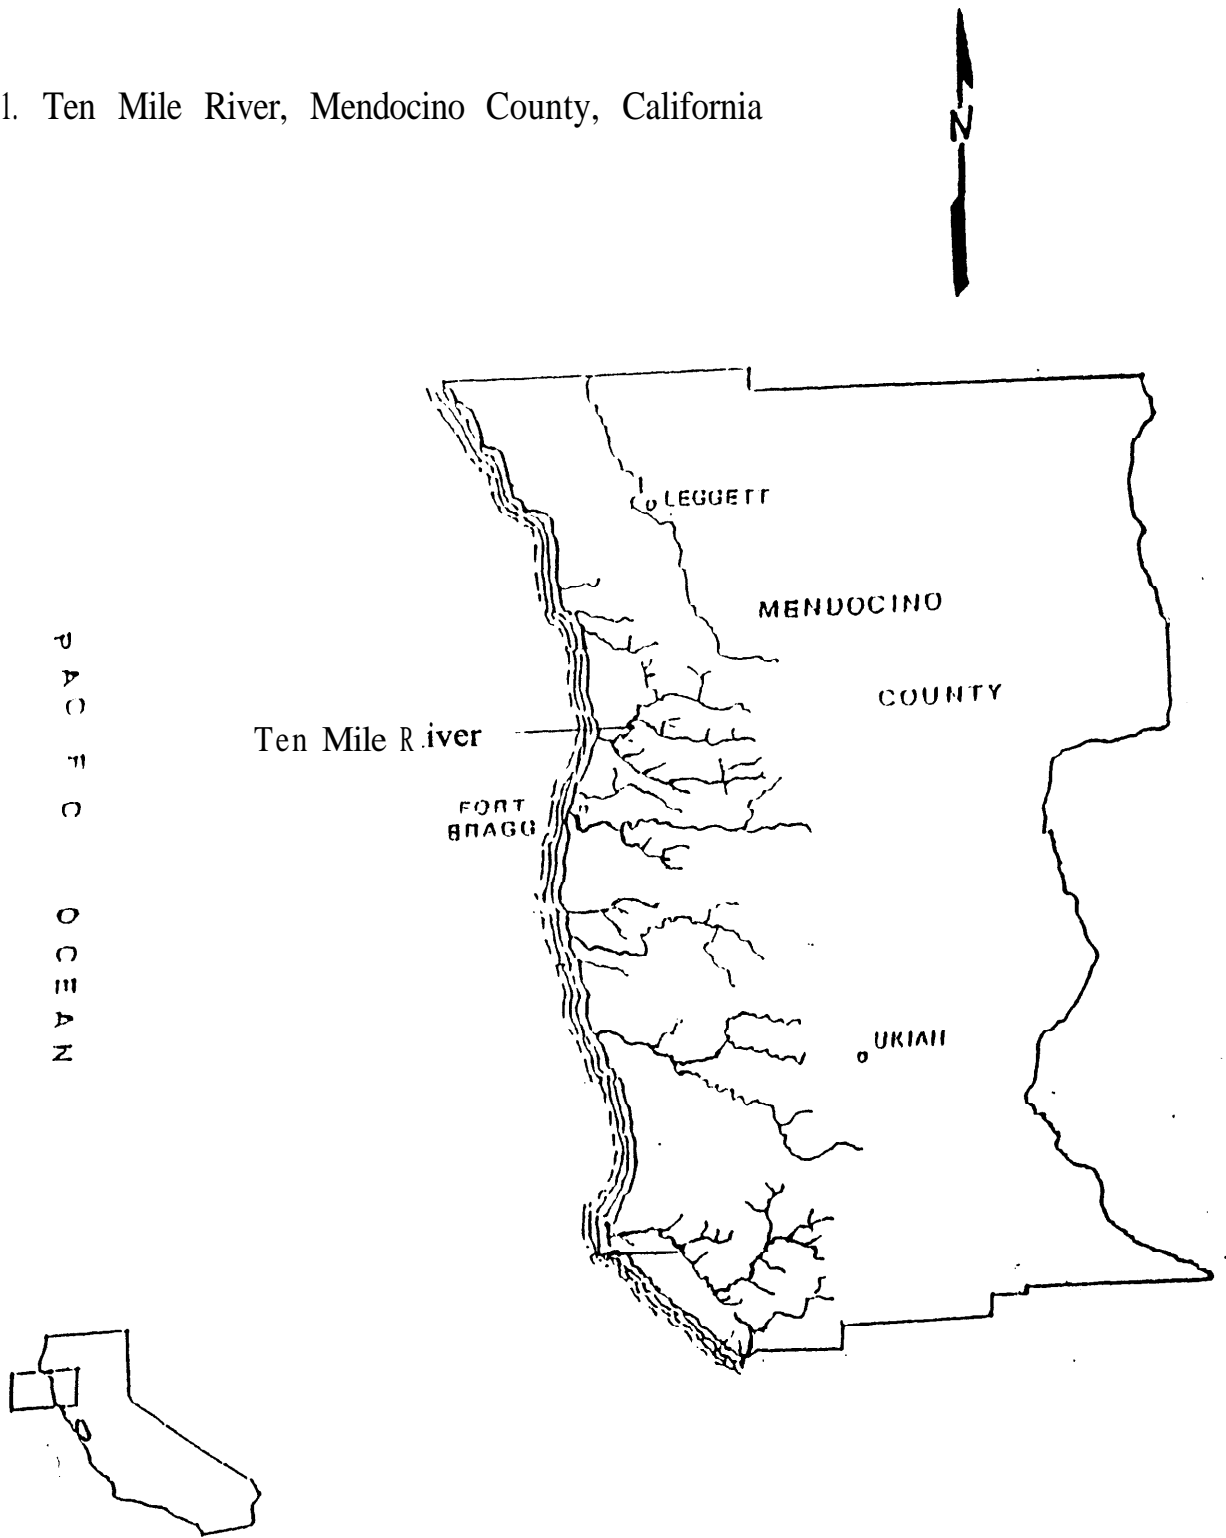 1. Ten Mile River, Mendocino County, California
N
LEGGETT
MENDOCINO
COUNTY
PACIFIC OCEAN
Ten Mile River
FORT
BRAGG
UKIAH